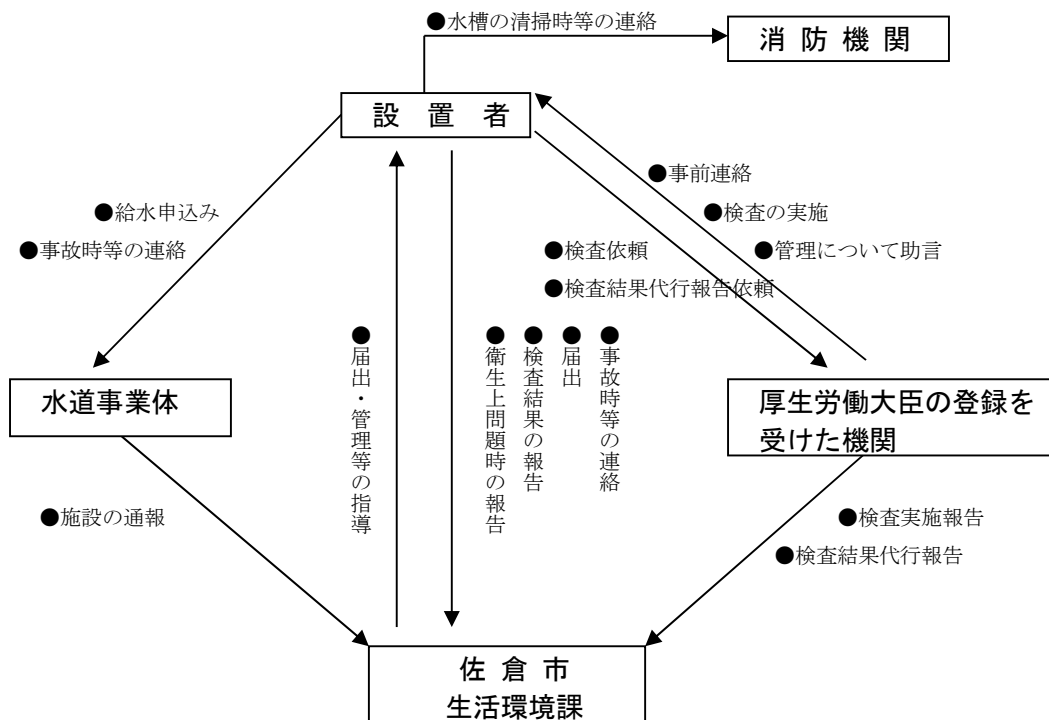 ●水槽の清掃時等の連絡
消防機関
設置者
●事前連絡
●給水申込み
●検査の実施
●事故時等の連絡
●検査依頼
●管理について助言
●検査結果代行報告依頼
●届出・管理等の指導
●衛生上問題時の報告
●検査結果の報告
●届出
●事故時等の連絡
水道事業体
厚生労働大臣の登録を
受けた機関
●施設の通報
●検査実施報告
●検査結果代行報告
佐倉市
生活環境課